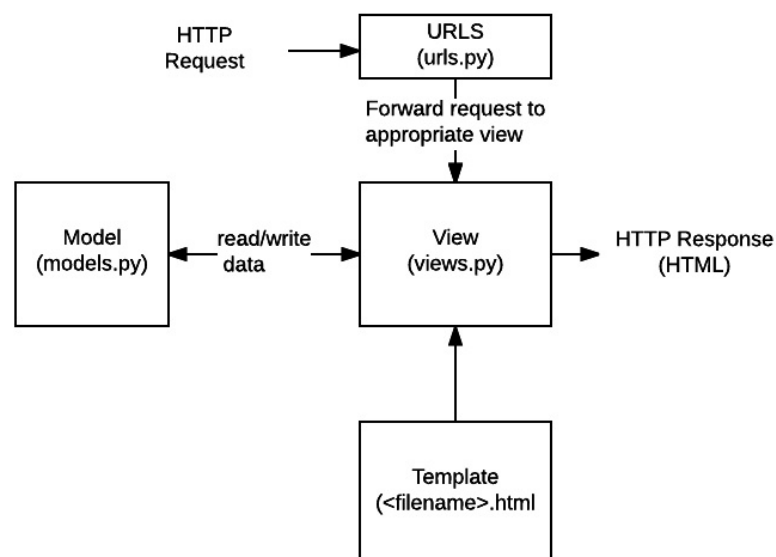 HTTP
Request
URLS
(urls.py)
Forward request to
appropriate view
Model
(models.py)
read/write
data
View
(views.py)
HTTP Response
(HTML)
Template
(<filename>.html